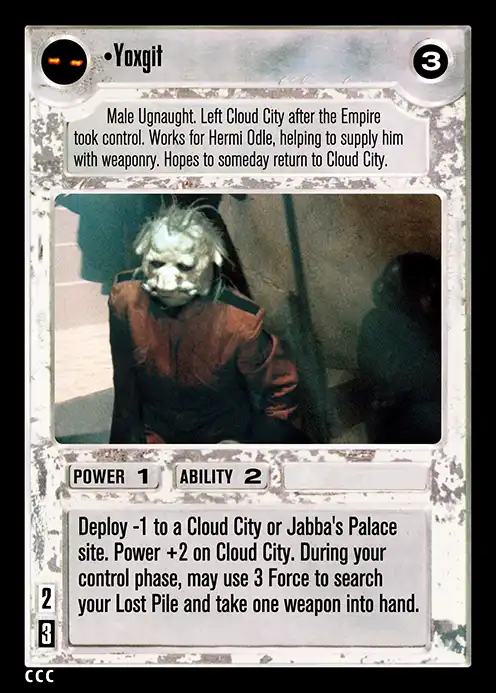 •Yoxgit
3
Male Ugnaught. Left Cloud City after the Empire
took control. Works for Hermi Odle, helping to supply him
with weaponry. Hopes to someday return to Cloud City.
POWER 1 ABILITY 2
Deploy -1 to a Cloud City or Jabba's Palace
site. Power +2 on Cloud City. During your
control phase, may use 3 Force to search
your Lost Pile and take one weapon into hand.
2
3
CCC